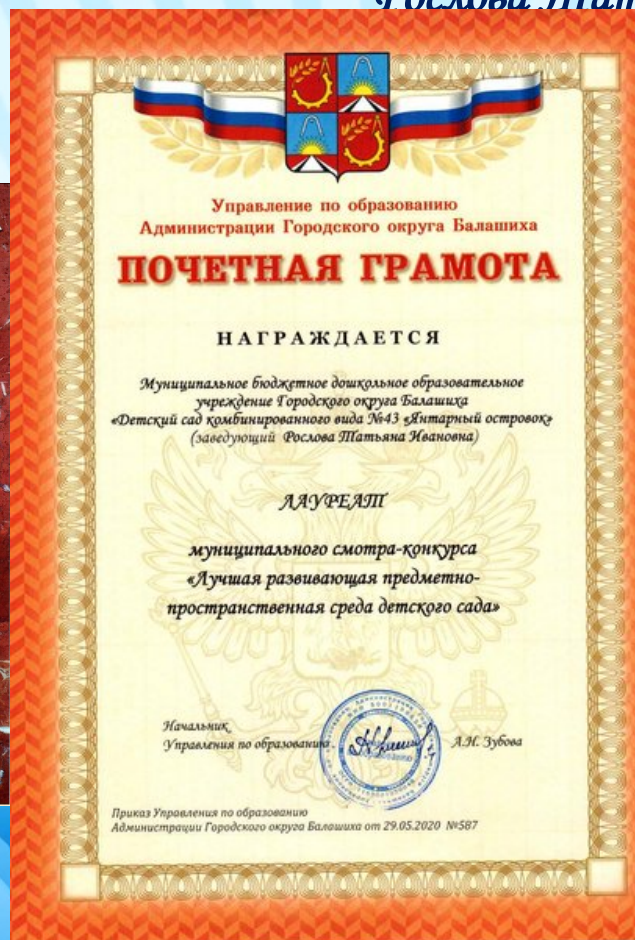 Рослова Тат
Управление по образованию
Администрации Городского округа Балашиха
ПОЧЕТНАЯ ГРАМОТА
НАГРАЖДАЕТСЯ
Муниципальное бюджетное дошкольное образовательное
учреждение Городского округа Балашиха
«Детский сад комбинированного вида №43 «Янтарный островок»
(заведующий Рослова Татьяна Ивановна)
ЛАУРЕАТ
муниципального смотра-конкурса
«Лучшая развивающая предметно-
пространственная среда детского сада»
Начальник
Управления по образованию
А.Н. Зубова
Приказ Управления по образованию
Администрации Городского округа Балашиха от 29.05.2020 №587